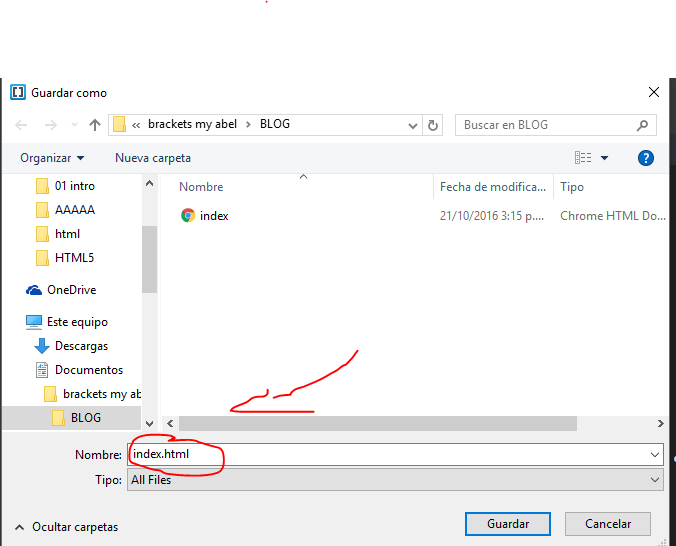 Guardar como
« brackets my abel > BLOG
Buscar en BLOG
Organizar
Nueva carpeta
?
Nombre
Fecha de modifica...
Tipo
01 intro
AAAAA
html
HTML5
OneDrive
Este equipo
Descargas
Documentos
brackets my ab
BLOG
index
21/10/2016 3:15 p....
Chrome HTML Do...
Nombre:
index.html
Tipo:
All Files
Ocultar carpetas
Guardar
Cancelar